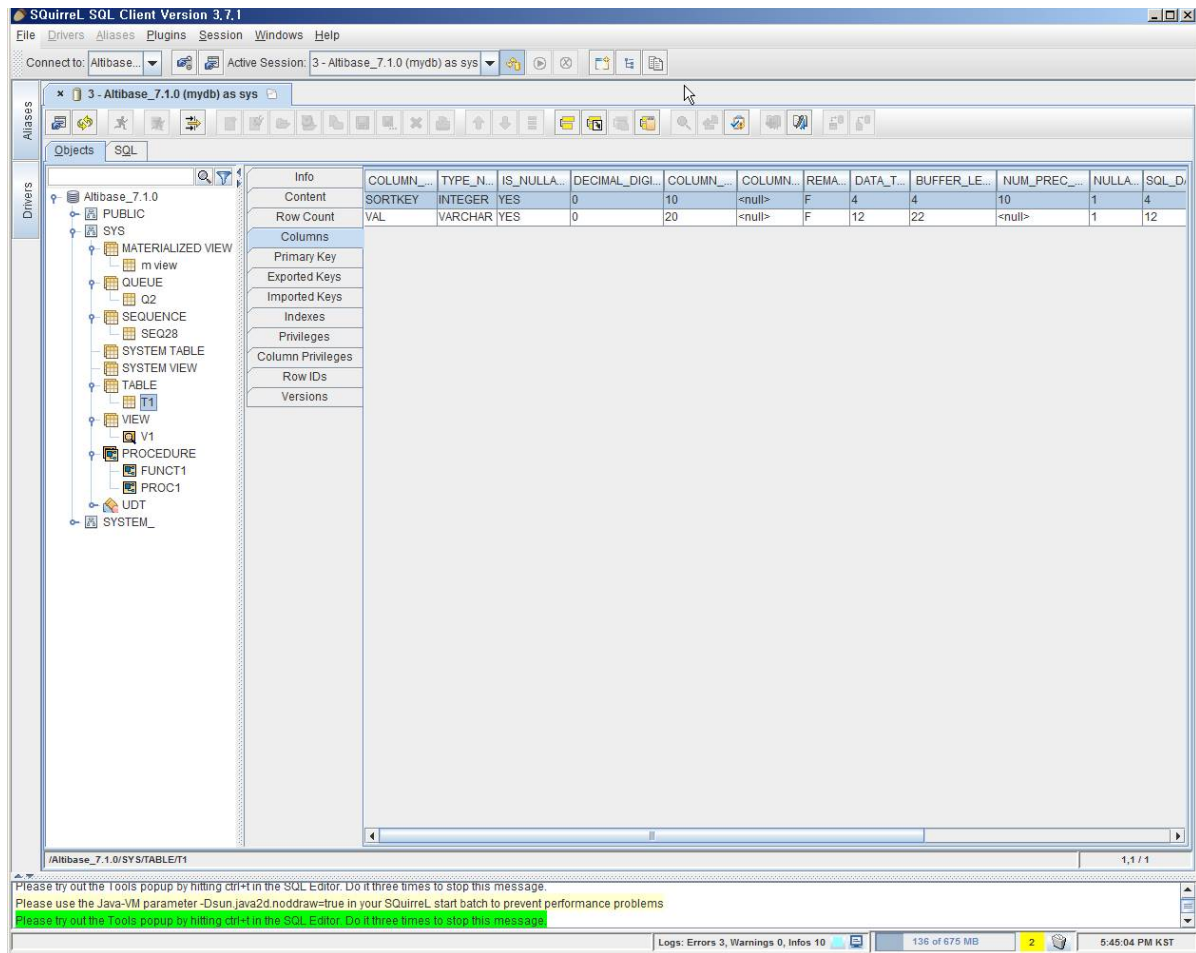 SQuirreL SQL Client Version 3.7.1
File Drivers Aliases Plugins Session Windows Help
Connect to: Altibase... Active Session: 3 - Altibase_7.1.0 (mydb) as sys
3 - Altibase_7.1.0 (mydb) as sys
Aliases
Drivers
Objects SQL
Altibase_7.1.0
PUBLIC
SYS
MATERIALIZED VIEW
m view
QUEUE
Q2
SEQUENCE
SEQ28
SYSTEM TABLE
SYSTEM VIEW
TABLE
T1
VIEW
V1
PROCEDURE
FUNCT1
PROC1
UDT
SYSTEM_
Info
Content
Row Count
Columns
Primary Key
Exported Keys
Imported Keys
Indexes
Privileges
Column Privileges
Row IDs
Versions
COLUMN_... TYPE_N... IS_NULLA... DECIMAL_DIGI... COLUMN_... COLUMN... REMA... DATA_T... BUFFER_LE... NUM_PREC_... NULLA... SQL_DA
SORTKEY INTEGER YES 0 10 <null> F 4 4 10 1 4
VAL VARCHAR YES 0 20 <null> F 12 22 <null> 1 12
/Altibase_7.1.0/SYS/TABLE/T1 1,1 / 1
Please try out the Tools popup by hitting ctrl+t in the SQL Editor. Do it three times to stop this message.
Please use the Java-VM parameter -Dsun.java2d.noddraw=true in your SQuirreL start batch to prevent performance problems
Please try out the Tools popup by hitting ctrl+t in the SQL Editor. Do it three times to stop this message.
Logs: Errors 3, Warnings 0, Infos 10 136 of 675 MB 2 5:45:04 PM KST